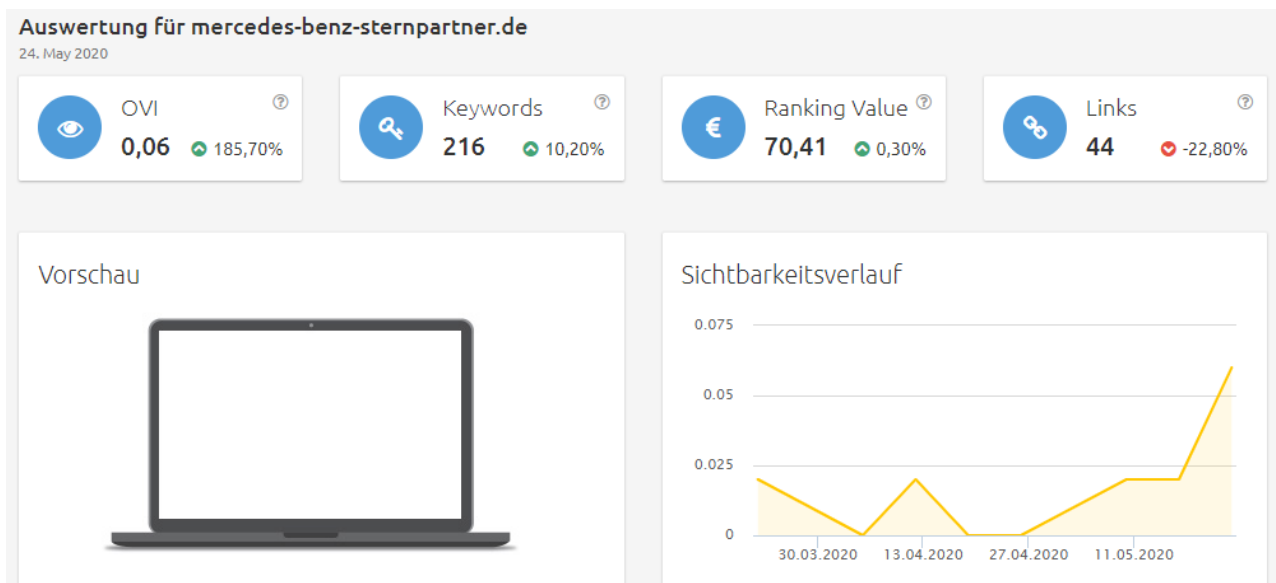 Auswertung für mercedes-benz-sternpartner.de
24. May 2020
OVI
0,06 185,70%
Keywords
216 10,20%
Ranking Value
70,41 0,30%
Links
44 -22,80%
Vorschau
Sichtbarkeitsverlauf
0.075
0.05
0.025
0
30.03.2020 13.04.2020 27.04.2020 11.05.2020